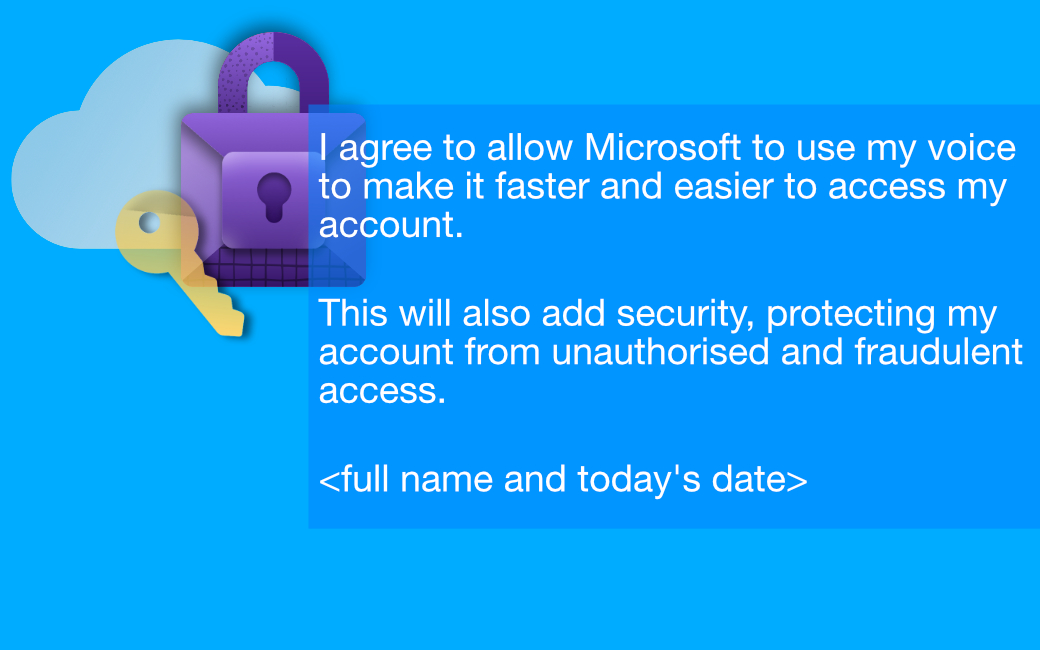 I agree to allow Microsoft to use my voice
to make it faster and easier to access my
account.
This will also add security, protecting my
account from unauthorised and fraudulent
access.
<full name and today's date>